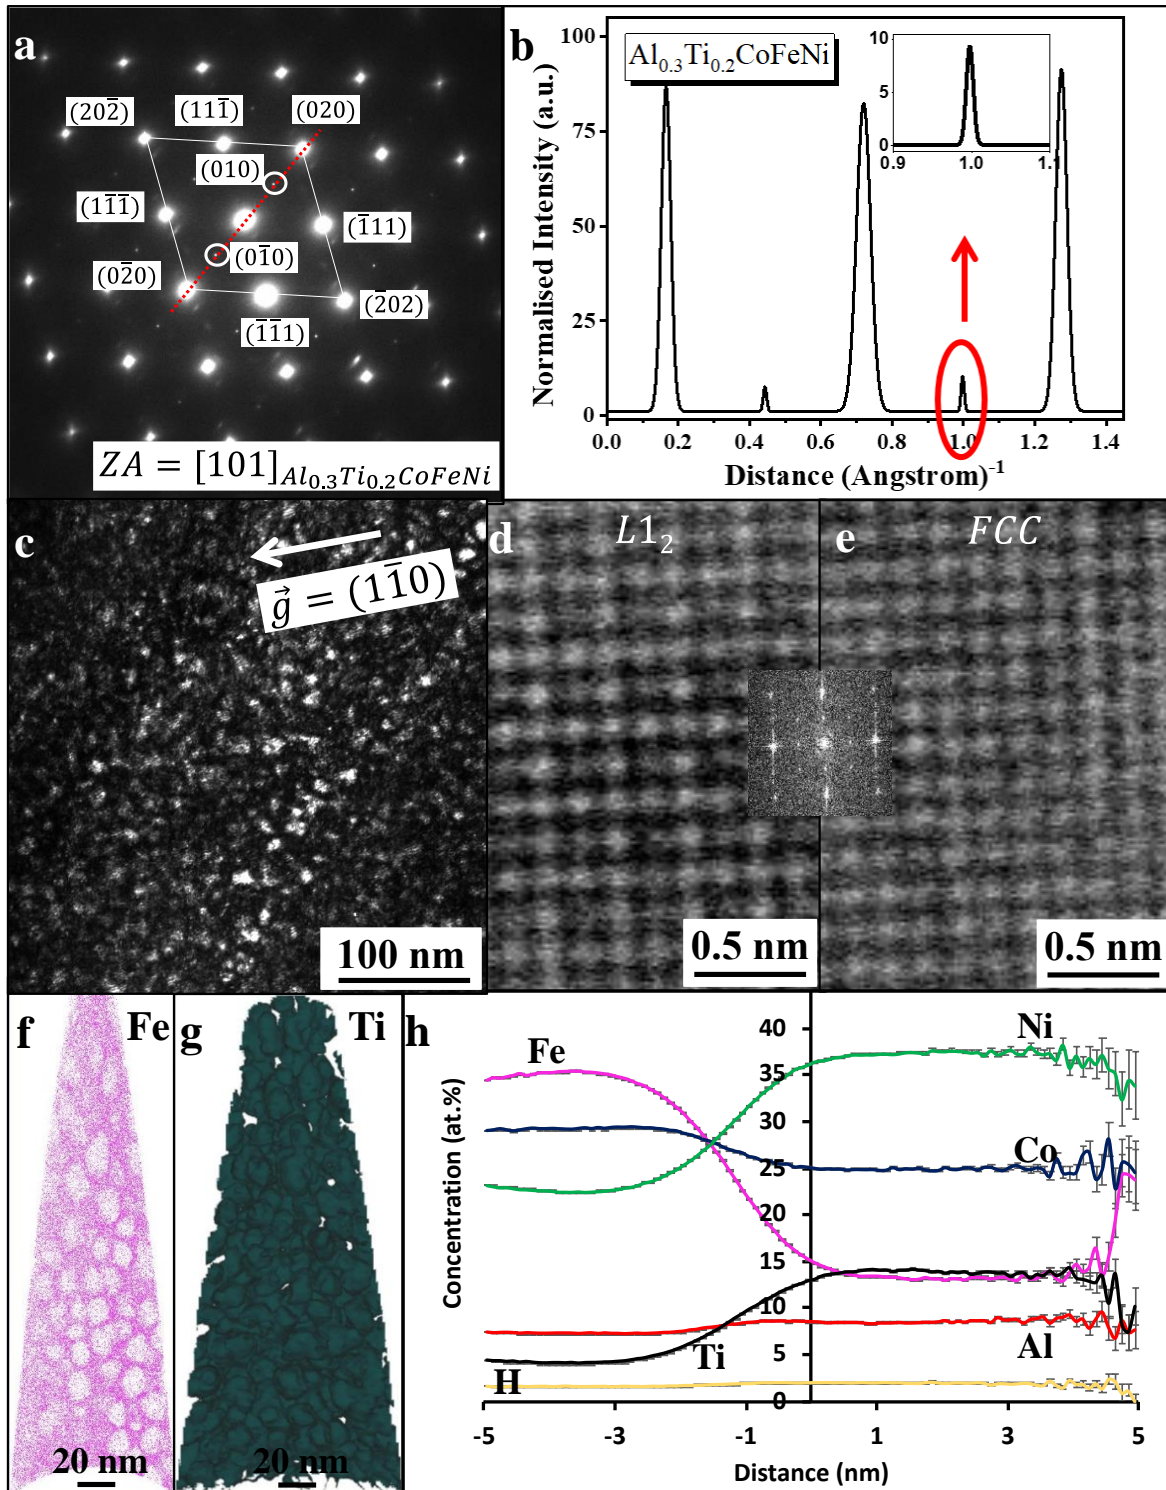 a
(202̅)
(111̅)
(020)
(010)
(11̅1̅)
(1̅11)
(01̅0)
(02̅0)
(2̅02)
(1̅1̅1)
ZA = [101]Al0.3Ti0.2CoFeNi
b
Al0.3Ti0.2CoFeNi
100
75
50
25
0
Normalised Intensity (a.u.)
10
5
0
0.9 1.0 1.1
0.0 0.2 0.4 0.6 0.8 1.0 1.2 1.4
Distance (Angstrom)-1
c
g⃗ = (11̅0)
100 nm
d
L12
0.5 nm
e
FCC
0.5 nm
f
Fe
20 nm
g
Ti
20 nm
h
40
35
30
25
20
15
10
5
0
Concentration (at.%)
Fe
Ni
Co
Ti
Al
H
-5 -3 -1 1 3 5
Distance (nm)